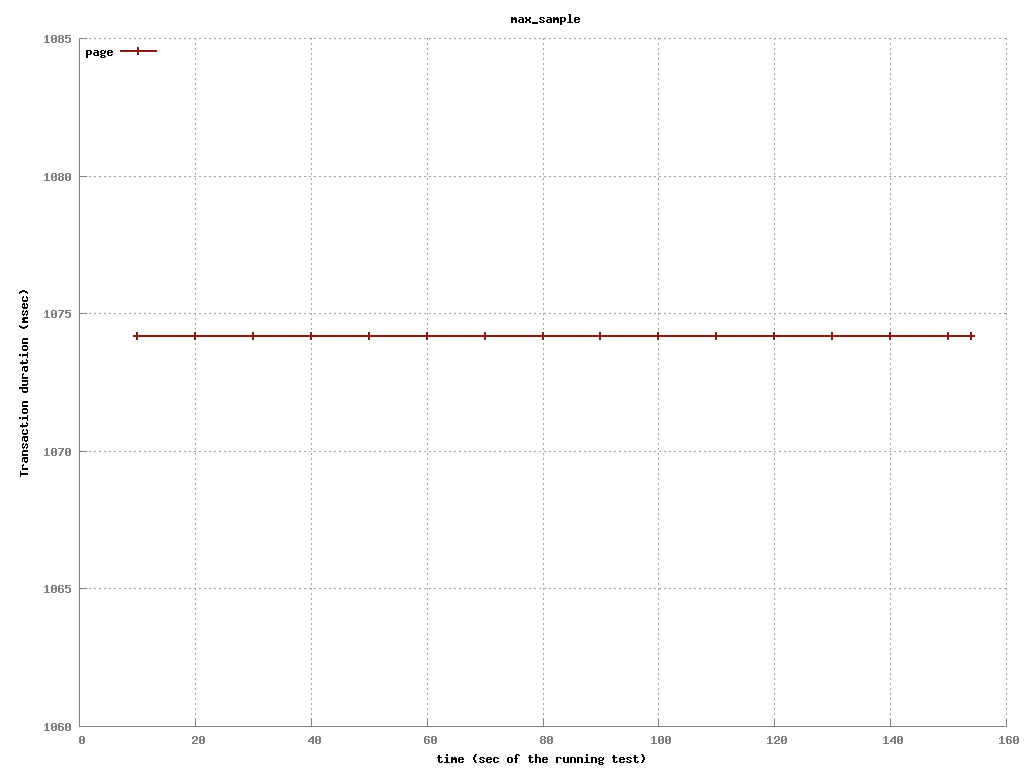 max_sample
page
1085
1080
1075
1070
1065
1060
Transaction duration (msec)
0 20 40 60 80 100 120 140 160
time (sec of the running test)